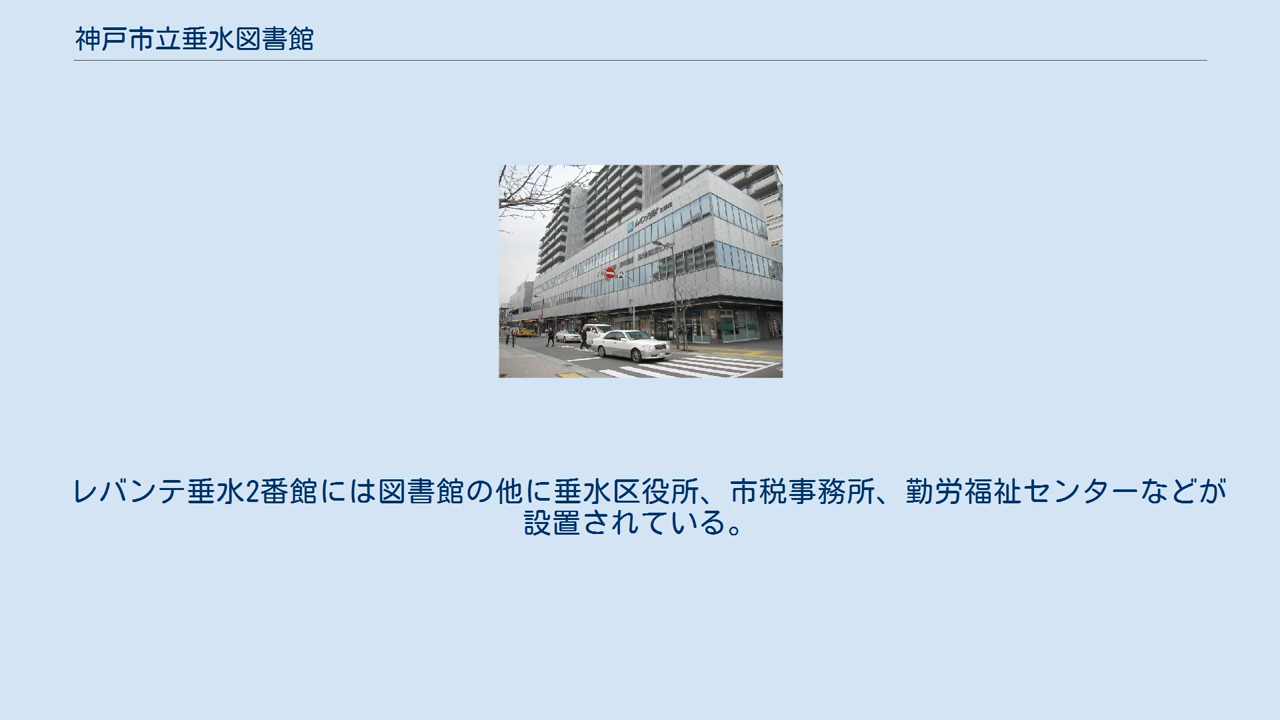 神戸市立垂水図書館
レバンテ垂水2番館には図書館の他に垂水区役所、市税事務所、勤労福祉センターなどが
設置されている。